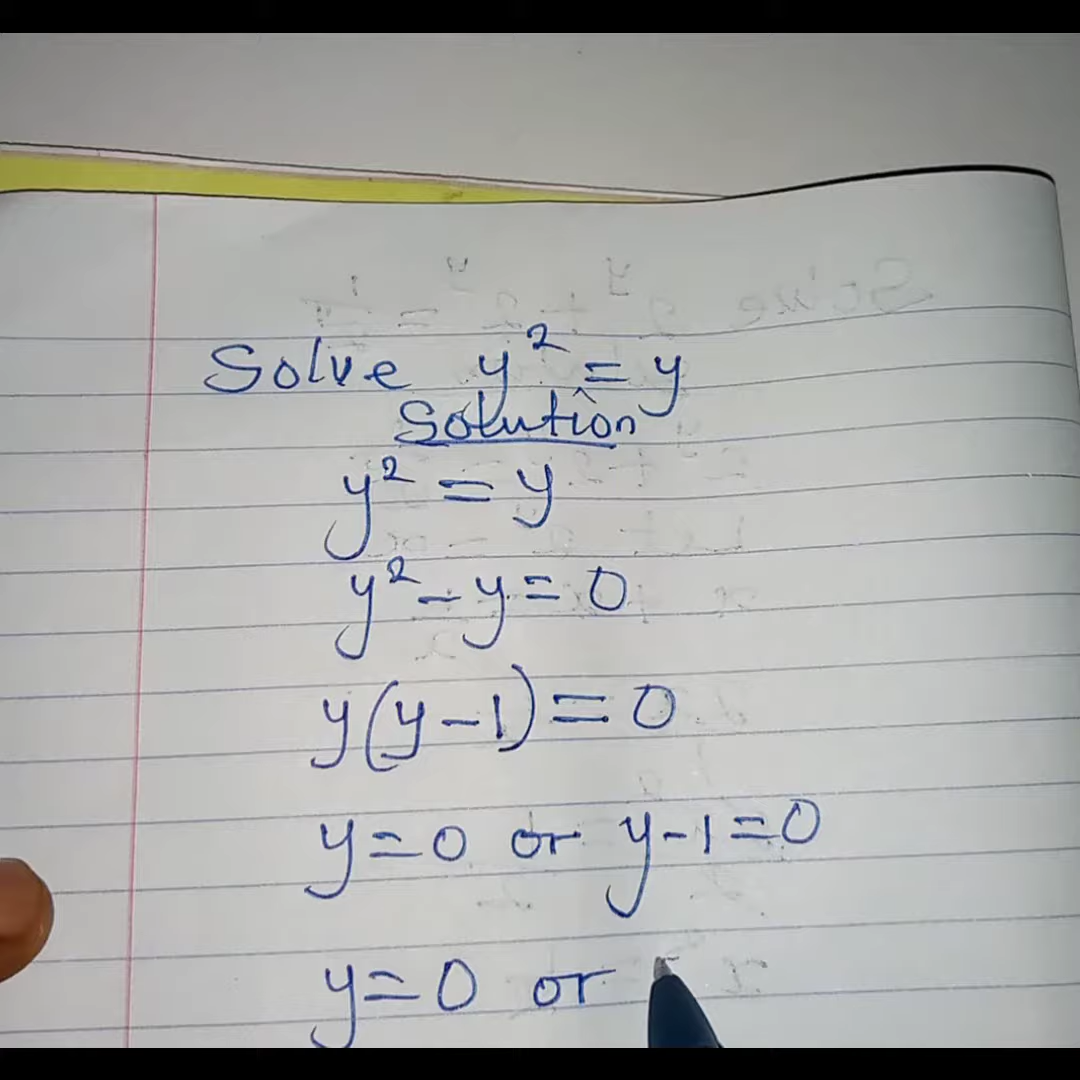 Solve y² = y
Solution
y² = y
y² - y = 0
y(y - 1) = 0
y = 0 or y - 1 = 0
y = 0 or